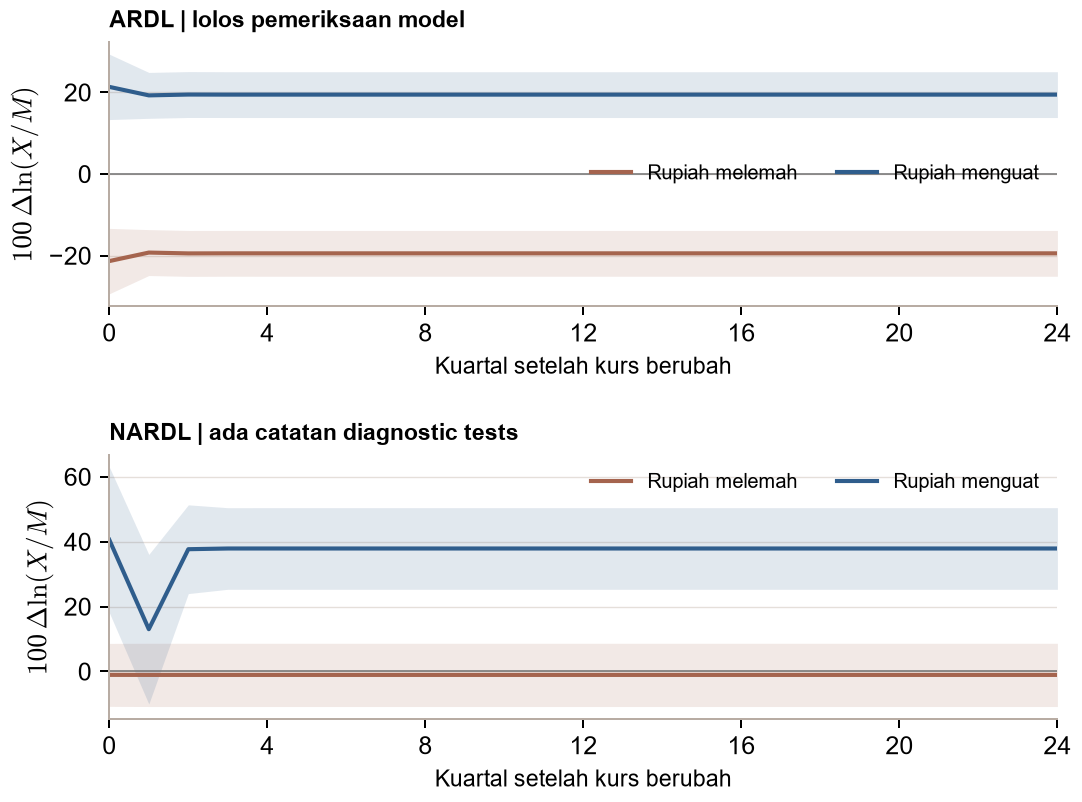 ARDL | lolos pemeriksaan model
100 Δln(X/M)
20
0
−20
Rupiah melemah
Rupiah menguat
0 4 8 12 16 20 24
Kuartal setelah kurs berubah
NARDL | ada catatan diagnostic tests
100 Δln(X/M)
60
40
20
0
Rupiah melemah
Rupiah menguat
0 4 8 12 16 20 24
Kuartal setelah kurs berubah